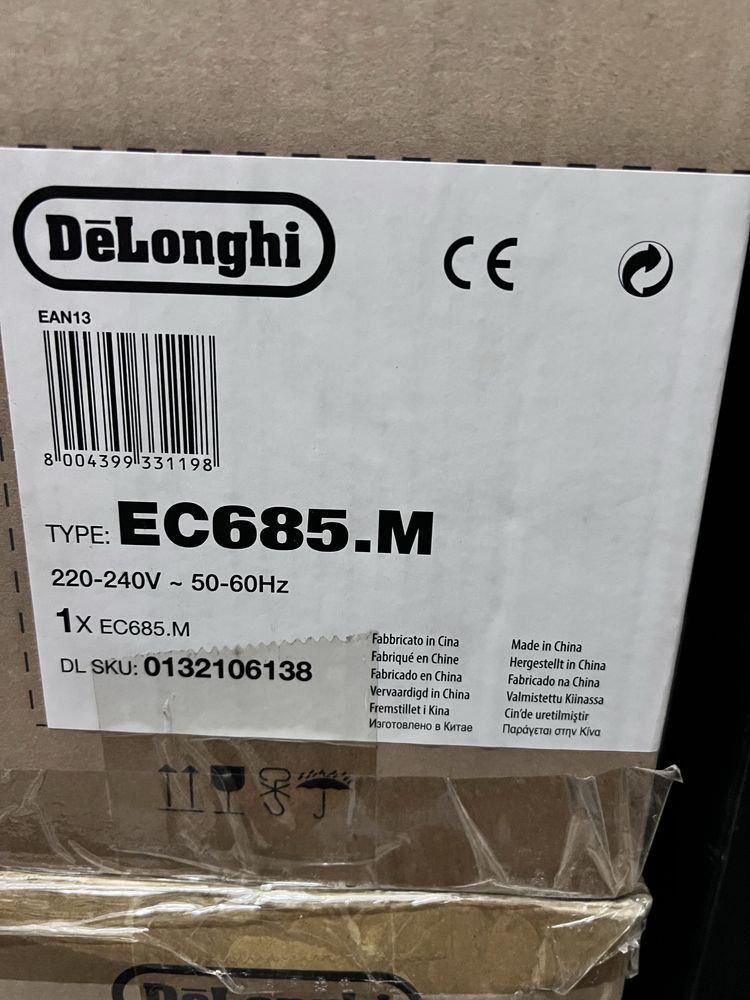 DēLonghi
CE
EAN13
8 004399 331198
TYPE: EC685.M
220-240V ~ 50-60Hz
1X EC685.M
DL SKU: 0132106138
Fabbricato in Cina
Fabriqué en Chine
Fabricado en China
Vervaardigd in China
Fremstillet i Kina
Изготовлено в Китае
Made in China
Hergestellt in China
Fabricado na China
Valmistettu Kiinassa
Cin'de uretilmiştir
Παράγεται στην Κίνα
DēLonghi